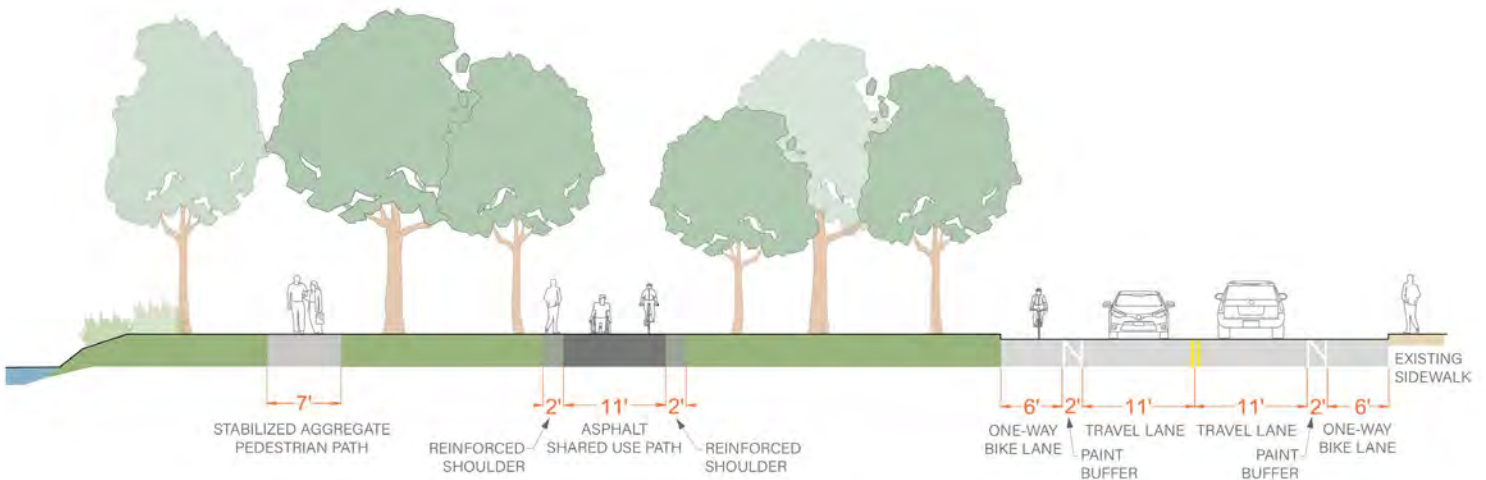 7'
2'
11'
2'
6'
2'
11'
11'
2'
6'
STABILIZED AGGREGATE
PEDESTRIAN PATH
REINFORCED
SHOULDER
ASPHALT
SHARED USE PATH
REINFORCED
SHOULDER
ONE-WAY
BIKE LANE
PAINT
BUFFER
TRAVEL LANE
TRAVEL LANE
PAINT
BUFFER
ONE-WAY
BIKE LANE
EXISTING
SIDEWALK